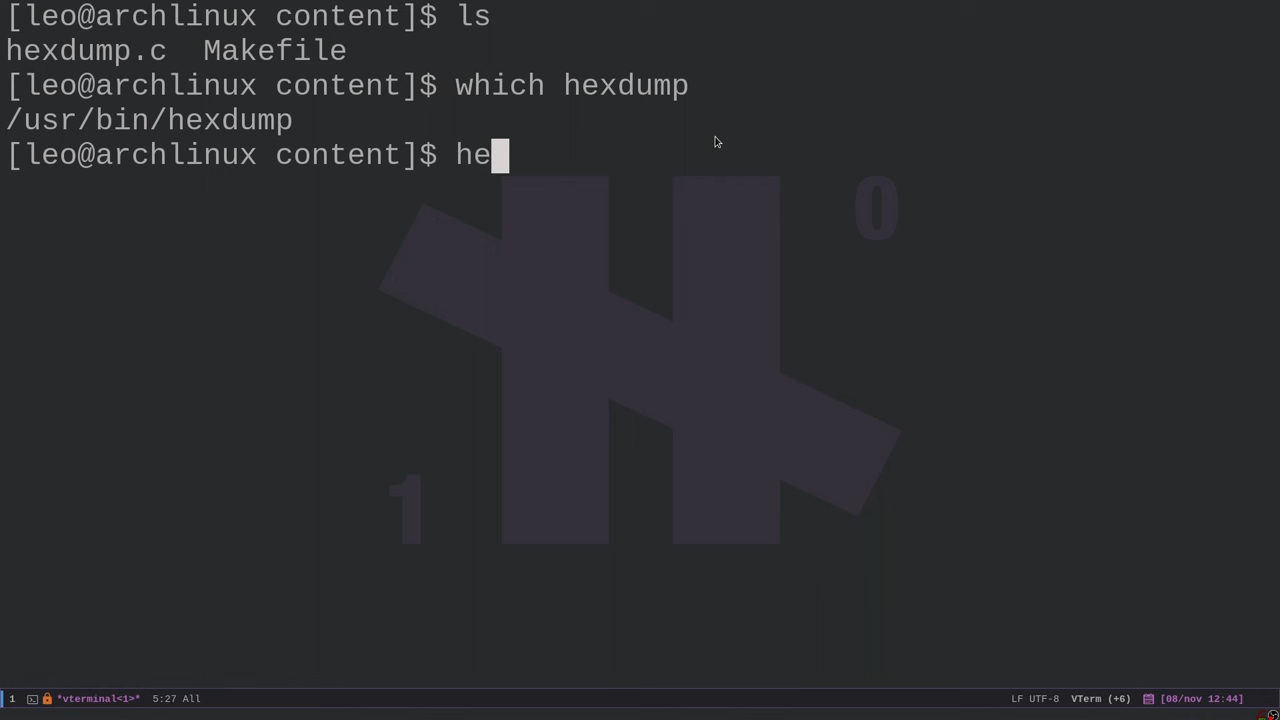 [leo@archlinux content]$ ls
hexdump.c  Makefile
[leo@archlinux content]$ which hexdump
/usr/bin/hexdump
[leo@archlinux content]$ he
0
1
1 *vterminal<1>* 5:27 All LF UTF-8 VTerm (+6) [08/nov 12:44]